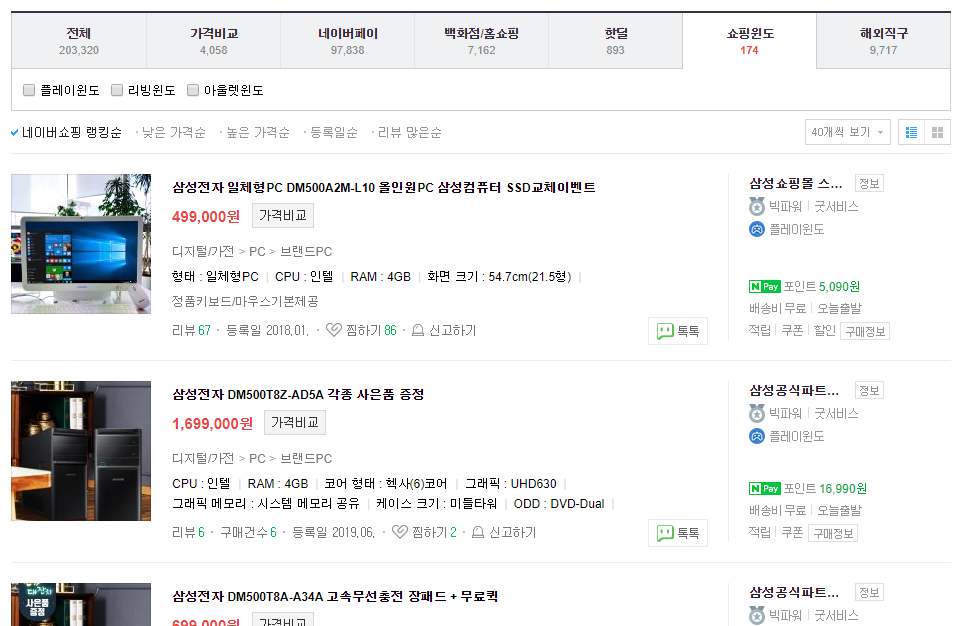 전체 가격비교 네이버페이 백화점/홈쇼핑 핫딜 쇼핑윈도 해외직구
203,320 4,058 97,838 7,162 893 174 9,717
플레이윈도 리빙윈도 아울렛윈도
네이버쇼핑 랭킹순 · 낮은 가격순 · 높은 가격순 · 등록일순 · 리뷰 많은순 40개씩 보기
삼성전자 일체형PC DM500A2M-L10 올인원PC 삼성컴퓨터 SSD교체이벤트
499,000원 가격비교
디지털/가전 > PC > 브랜드PC
형태 : 일체형PC | CPU : 인텔 | RAM : 4GB | 화면 크기 : 54.7cm(21.5형) |
정품키보드/마우스기본제공
리뷰 67 · 등록일 2018.01. · 찜하기 86 · 신고하기 톡톡
삼성쇼핑몰 스... 정보
빅파워 | 굿서비스
플레이윈도
N Pay 포인트 5,090원
배송비 무료 | 오늘출발
적립 | 쿠폰 | 할인 구매정보
삼성전자 DM500T8Z-AD5A 각종 사은품 증정
1,699,000원 가격비교
디지털/가전 > PC > 브랜드PC
CPU : 인텔 | RAM : 4GB | 코어 형태 : 헥사(6)코어 | 그래픽 : UHD630 |
그래픽 메모리 : 시스템 메모리 공유 | 케이스 크기 : 미들타워 | ODD : DVD-Dual |
리뷰 6 · 구매건수 6 · 등록일 2019.06. · 찜하기 2 · 신고하기 톡톡
삼성공식파트... 정보
빅파워 | 굿서비스
플레이윈도
N Pay 포인트 16,990원
배송비 무료 | 오늘출발
적립 | 쿠폰 구매정보
대잔치
사은품
증정
삼성전자 DM500T8A-A34A 고속무선충전 장패드 + 무료퀵
699,000원 가격비교
삼성공식파트... 정보
빅파워 | 굿서비스